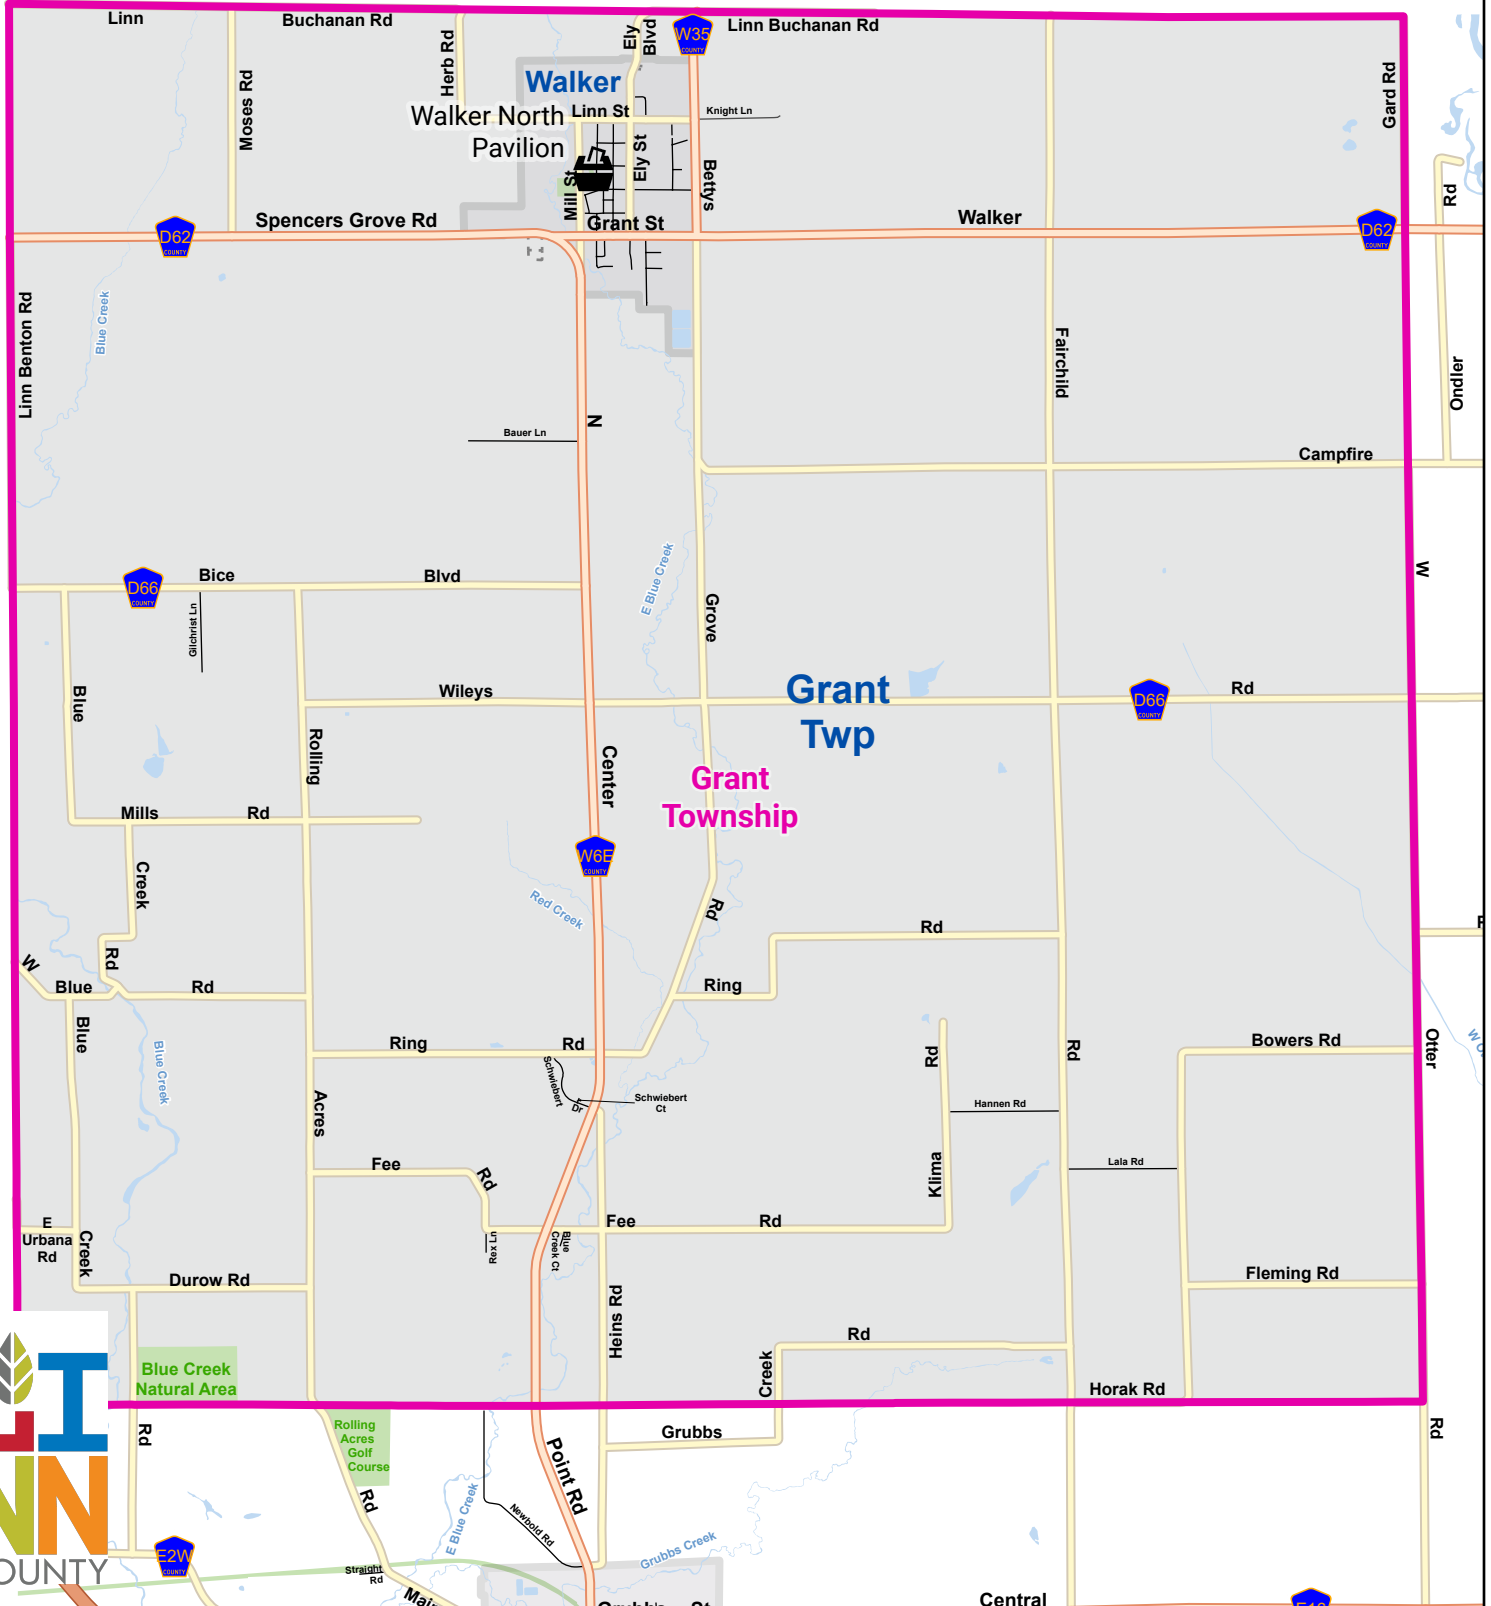 Linn
Buchanan Rd
Herb Rd
Ely
Blvd
W35
COUNTY
Linn Buchanan Rd
Gard Rd
Moses Rd
Walker
Walker North
Pavilion
Linn St
Knight Ln
Ely St
Mill St
Bettys
Rd
Spencers Grove Rd
Grant St
Walker
D62
COUNTY
D62
COUNTY
Linn Benton Rd
Blue Creek
Fairchild
Ondler
N
Bauer Ln
Campfire
E Blue Creek
W
D66
COUNTY
Bice
Blvd
Gilchrist Ln
Grove
Blue
Wileys
Grant
Twp
D66
COUNTY
Rd
Rolling
Center
Grant
Township
Mills
Rd
W6E
COUNTY
Creek
Red Creek
Rd
Rd
Rd
W
Blue
Rd
Ring
Blue
Blue Creek
Ring
Rd
Rd
Rd
Bowers Rd
Otter
Schwiebert
Dr
Schwiebert
Ct
Acres
Hannen Rd
Fee
Rd
Klima
Lala Rd
E
Urbana
Rd
Creek
Fee
Rd
Rex Ln
Blue
Creek Ct
Durow Rd
Heins Rd
Fleming Rd
Rd
Blue Creek
Natural Area
Creek
Horak Rd
Rd
Rolling
Acres
Golf
Course
Grubbs
Rd
Point Rd
Rd
E Blue Creek
Newbold Rd
Grubbs Creek
E2W
COUNTY
Straight
Rd
Central